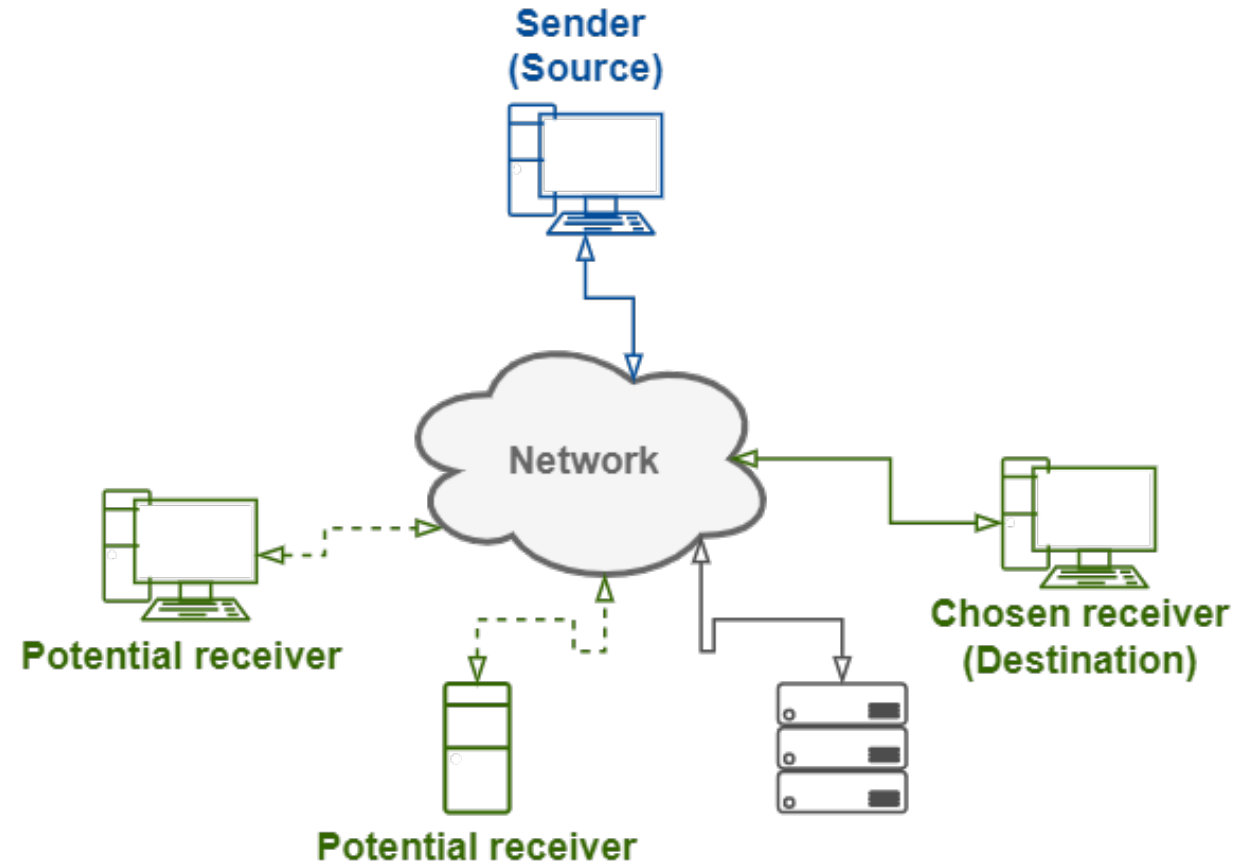 Sender
(Source)
Network
Chosen receiver
(Destination)
Potential receiver
Potential receiver